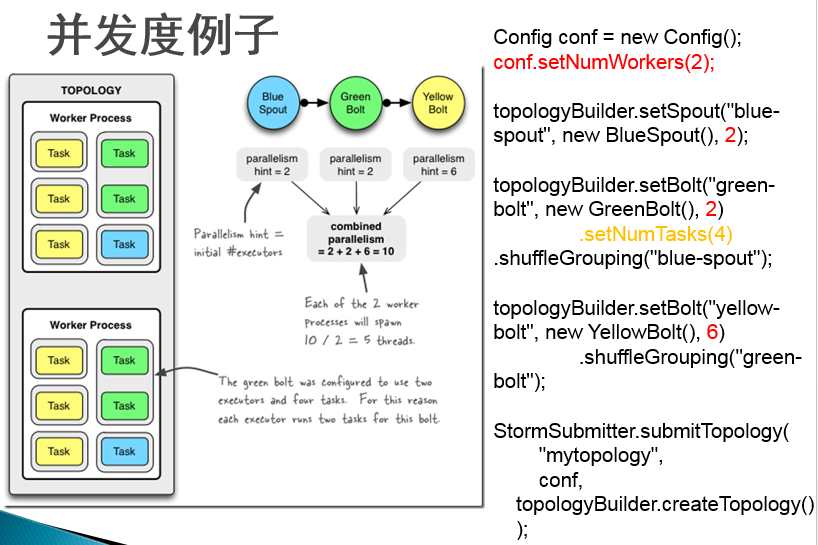 并发度例子
TOPOLOGY
Worker Process
Task
Task
Task
Task
Task
Task
Worker Process
Task
Task
Task
Task
Task
Task
Blue
Spout
Green
Bolt
Yellow
Bolt
parallelism
hint = 2
parallelism
hint = 2
parallelism
hint = 6
Parallelism hint =
initial #executors
combined
parallelism
= 2 + 2 + 6 = 10
Each of the 2 worker
processes will spawn
10 / 2 = 5 threads.
The green bolt was configured to use two
executors and four tasks. For this reason
each executor runs two tasks for this bolt.
Config conf = new Config();
conf.setNumWorkers(2);
topologyBuilder.setSpout("blue-
spout", new BlueSpout(), 2);
topologyBuilder.setBolt("green-
bolt", new GreenBolt(), 2)
.setNumTasks(4)
.shuffleGrouping("blue-spout");
topologyBuilder.setBolt("yellow-
bolt", new YellowBolt(), 6)
.shuffleGrouping("green-
bolt");
StormSubmitter.submitTopology(
"mytopology",
conf,
topologyBuilder.createTopology()
);